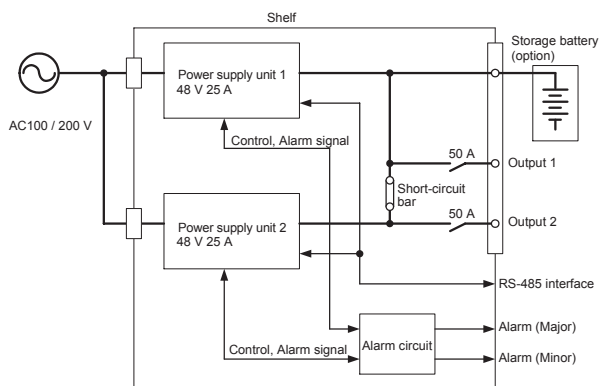 Shelf
Storage battery
(option)
Power supply unit 1
48 V 25 A
AC100 / 200 V
Control, Alarm signal
50 A
Output 1
Short-circuit
bar
50 A
Output 2
Power supply unit 2
48 V 25 A
RS-485 interface
Alarm (Major)
Control, Alarm signal
Alarm circuit
Alarm (Minor)